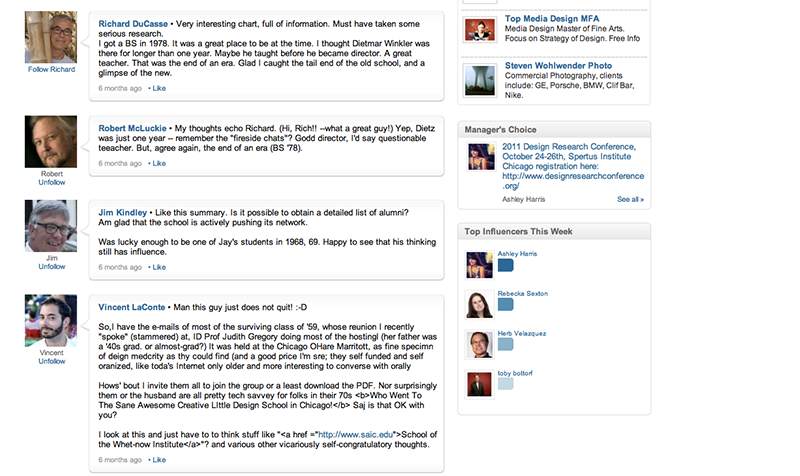 Richard DuCasse • Very interesting chart, full of information. Must have taken some
serious research.
I got a BS in 1978. It was a great place to be at the time. I thought Dietmar Winkler was
there for longer than one year. Maybe he taught before he became director. A great
teacher. That was the end of an era. Glad I caught the tail end of the old school, and a
glimpse of the new.
6 months ago • Like
Follow Richard
Robert McLuckie • My thoughts echo Richard. (Hi, Rich!! --what a great guy!) Yep, Dietz
was just one year -- remember the "fireside chats"? Godd director, I'd say questionable
teeacher. But, agree again, the end of an era (BS '78).
6 months ago • Like
Robert
Unfollow
Jim Kindley • Like this summary. Is it possible to obtain a detailed list of alumni?
Am glad that the school is actively pushing its network.
Was lucky enough to be one of Jay's students in 1968, 69. Happy to see that his thinking
still has influence.
6 months ago • Like
Jim
Unfollow
Vincent LaConte • Man this guy just does not quit! :-D
So,I have the e-mails of most of the surviving class of '59, whose reunion I recently
"spoke" (stammered) at, ID Prof Judith Gregory doing most of the hostingl (her father was
a '40s grad. or almost-grad?) It was held at the Chicago OHare Marritott, as fine specimn
of deign medcrity as thy could find (and a good price I'm sre; they self funded and self
oranized, like toda's Internet only older and more interesting to converse with orally
Hows' bout I invite them all to join the group or a least download the PDF. Nor surprisingly
them or the husband are all pretty tech savvey for folks in their 70s <b>Who Went To
The Sane Awesome Creative LIttle Design School in Chicago!</b> Saj is that OK with
you?
I look at this and just have to to think stuff like "<a href ="http://www.saic.edu">School of
the Whet-now Institute</a>"? and various other vicariously self-congratulatory thoughts.
6 months ago • Like
Vincent
Unfollow
Top Media Design MFA
Media Design Master of Fine Arts.
Focus on Strategy of Design. Free Info
Steven Wohlwender Photo
Commercial Photography, clients
include: GE, Porsche, BMW, Clif Bar,
Nike.
Manager's Choice
2011 Design Research Conference,
October 24-26th, Spertus Institute
Chicago registration here:
http://www.designresearchconference
.org/
Ashley Harris
See all »
Top Influencers This Week
Ashley Harris
Rebecka Sexton
Herb Velazquez
toby bottorf